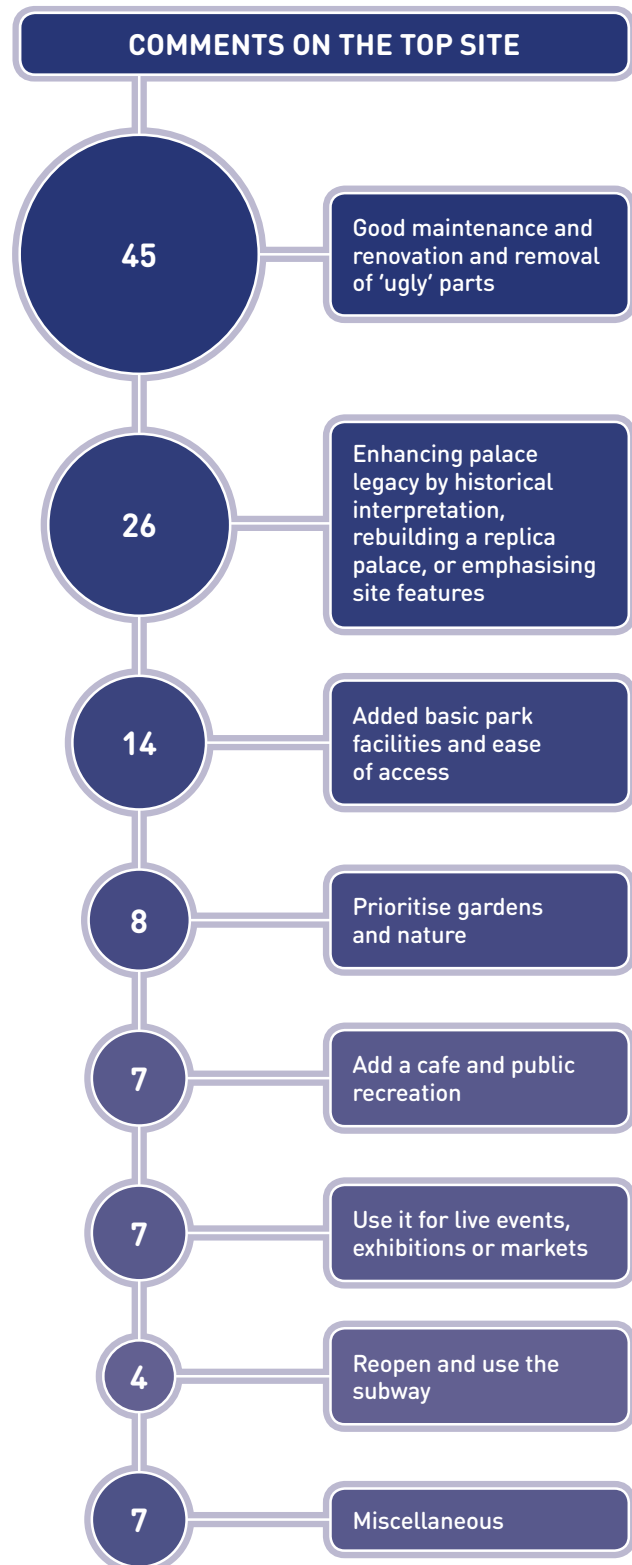 COMMENTS ON THE TOP SITE
45
Good maintenance and
renovation and removal
of ‘ugly’ parts
26
Enhancing palace
legacy by historical
interpretation,
rebuilding a replica
palace, or emphasising
site features
14
Added basic park
facilities and ease
of access
8
Prioritise gardens
and nature
7
Add a cafe and public
recreation
7
Use it for live events,
exhibitions or markets
4
Reopen and use the
subway
7
Miscellaneous